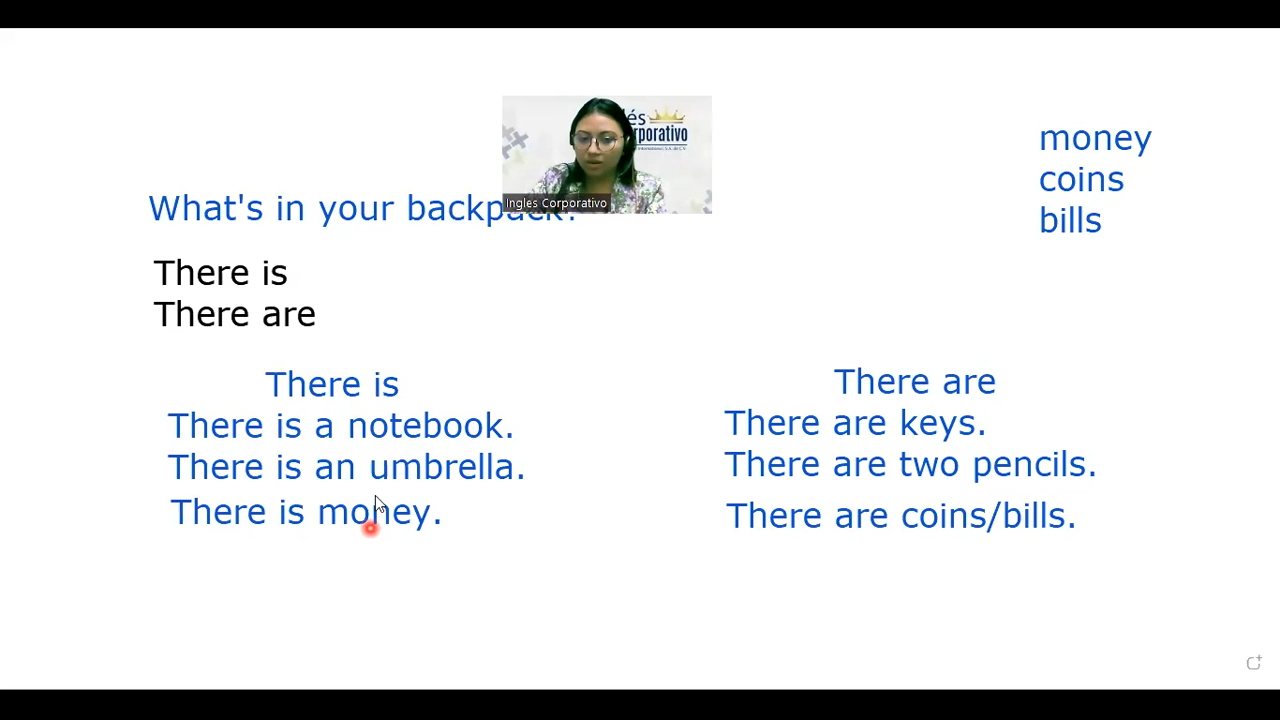 What's in your backpack?
There is
There are
There is
There is a notebook.
There is an umbrella.
There is money.
There are
There are keys.
There are two pencils.
There are coins/bills.
money
coins
bills
Ingles Corporativo